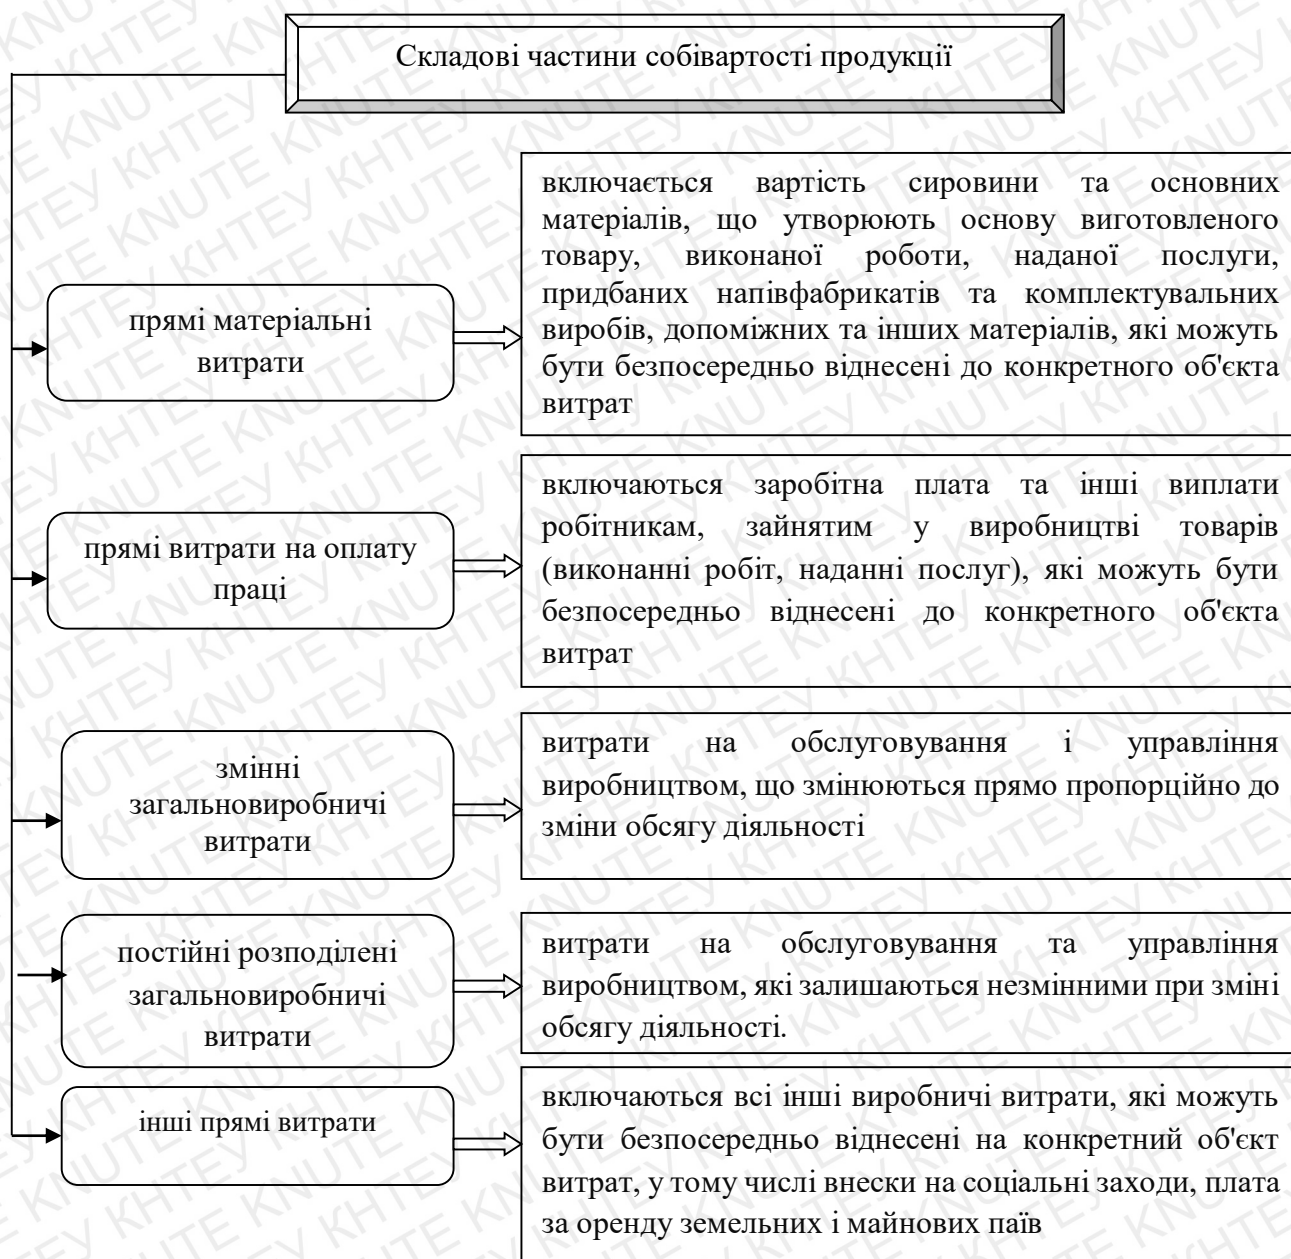 Складові частини собівартості продукції
прямі матеріальні
витрати
включається вартість сировини та основних
матеріалів, що утворюють основу виготовленого
товару, виконаної роботи, наданої послуги,
придбаних напівфабрикатів та комплектувальних
виробів, допоміжних та інших матеріалів, які можуть
бути безпосередньо віднесені до конкретного об'єкта
витрат
прямі витрати на оплату
праці
включаються заробітна плата та інші виплати
робітникам, зайнятим у виробництві товарів
(виконанні робіт, наданні послуг), які можуть бути
безпосередньо віднесені до конкретного об'єкта
витрат
змінні
загальновиробничі
витрати
витрати на обслуговування і управління
виробництвом, що змінюються прямо пропорційно до
зміни обсягу діяльності
постійні розподілені
загальновиробничі
витрати
витрати на обслуговування та управління
виробництвом, які залишаються незмінними при зміні
обсягу діяльності.
інші прямі витрати
включаються всі інші виробничі витрати, які можуть
бути безпосередньо віднесені на конкретний об'єкт
витрат, у тому числі внески на соціальні заходи, плата
за оренду земельних і майнових паїв